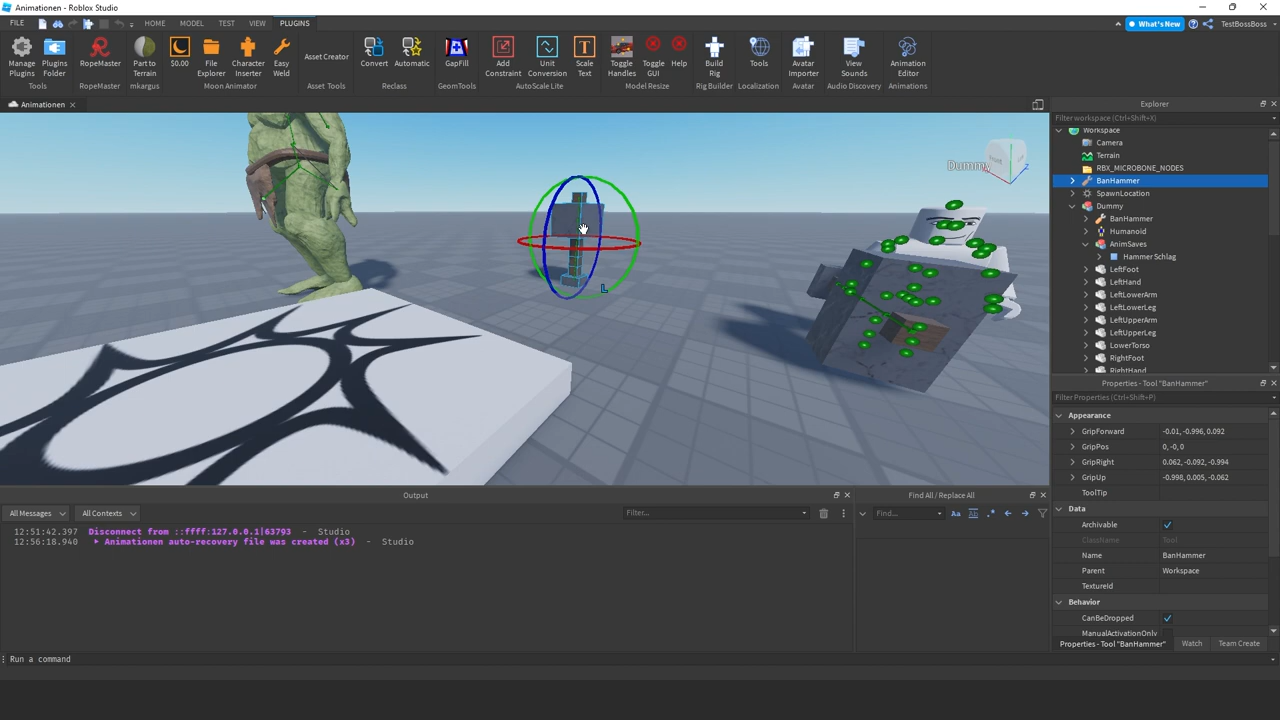 Animationen - Roblox Studio
FILE HOME MODEL TEST VIEW PLUGINS What's New TestBossBoss
Manage Plugins
Plugins Folder
Tools
RopeMaster
RopeMaster
Part to Terrain
mkargus
$0.00
File Explorer
Character Inserter
Easy Weld
Moon Animator
Asset Creator
Asset Tools
Convert
Automatic
Reclass
GapFill
GeomTools
Add Constraint
Unit Conversion
Scale Text
AutoScale Lite
Toggle Handles
Toggle GUI
Help
Model Resize
Build Rig
Rig Builder
Tools
Localization
Avatar Importer
Avatar
View Sounds
Audio Discovery
Animation Editor
Animations
Animationen
Dummy
Front
Z
L
Explorer
Filter workspace (Ctrl+Shift+X)
Workspace
Camera
Terrain
RBX_MICROBONE_NODES
BanHammer
SpawnLocation
Dummy
BanHammer
Humanoid
AnimSaves
Hammer Schlag
LeftFoot
LeftHand
LeftLowerArm
LeftLowerLeg
LeftUpperArm
LeftUpperLeg
LowerTorso
RightFoot
RightHand
Properties - Tool "BanHammer"
Filter Properties (Ctrl+Shift+P)
Appearance
GripForward -0.01, -0.996, 0.092
GripPos 0, -0, 0
GripRight 0.062, -0.092, -0.994
GripUp -0.998, 0.005, -0.062
ToolTip
Data
Archivable
ClassName Tool
Name BanHammer
Parent Workspace
TextureId
Behavior
CanBeDropped
ManualActivationOnly
Properties - Tool "BanHammer" Watch Team Create
Output
All Messages All Contexts Filter...
12:51:42.397 Disconnect from ::ffff:127.0.0.1|63793 - Studio
12:56:18.940 Animationen auto-recovery file was created (x3) - Studio
Find All / Replace All
Find... Aa
Run a command